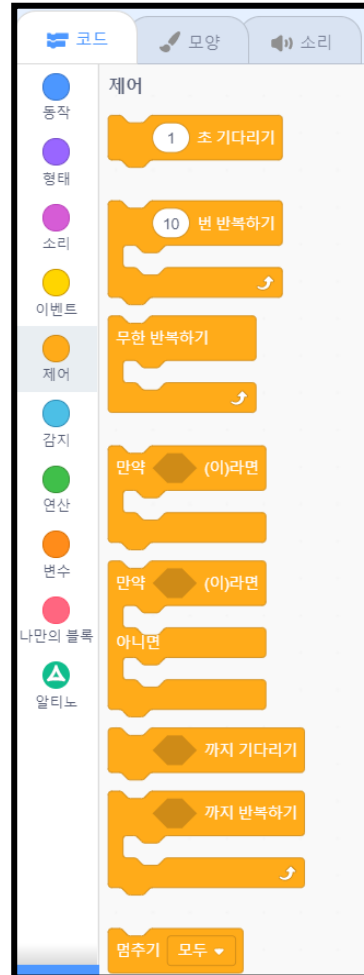 코드
모양
소리
동작
형태
소리
이벤트
제어
감지
연산
변수
나만의 블록
알티노
제어
1 초 기다리기
10 번 반복하기
무한 반복하기
만약 (이)라면
만약 (이)라면
아니면
까지 기다리기
까지 반복하기
멈추기 모두